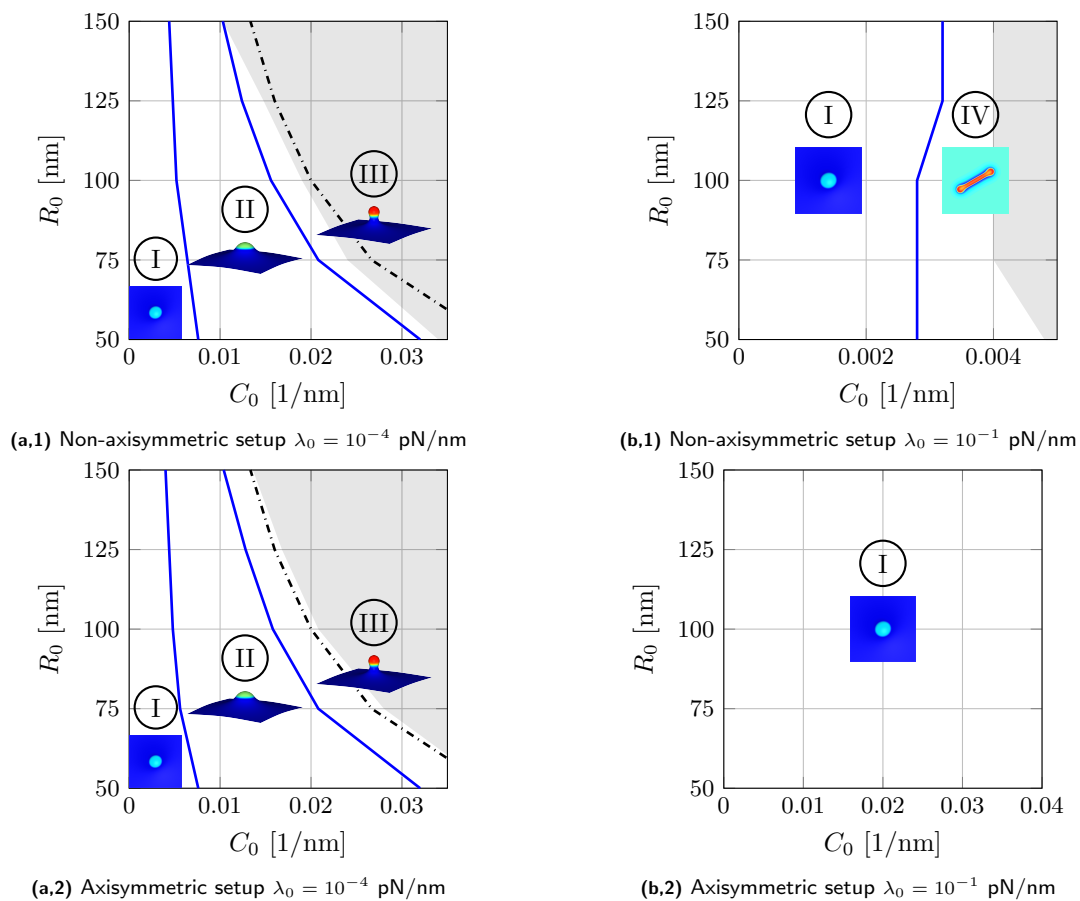 150
125
100
75
50
R₀ [nm]
I
II
III
0
0.01
0.02
0.03
C₀ [1/nm]
(a,1) Non-axisymmetric setup λ₀ = 10⁻⁴ pN/nm
150
125
100
75
50
R₀ [nm]
I
IV
0
0.002
0.004
C₀ [1/nm]
(b,1) Non-axisymmetric setup λ₀ = 10⁻¹ pN/nm
150
125
100
75
50
R₀ [nm]
I
II
III
0
0.01
0.02
0.03
C₀ [1/nm]
(a,2) Axisymmetric setup λ₀ = 10⁻⁴ pN/nm
150
125
100
75
50
R₀ [nm]
I
0
0.01
0.02
0.03
0.04
C₀ [1/nm]
(b,2) Axisymmetric setup λ₀ = 10⁻¹ pN/nm